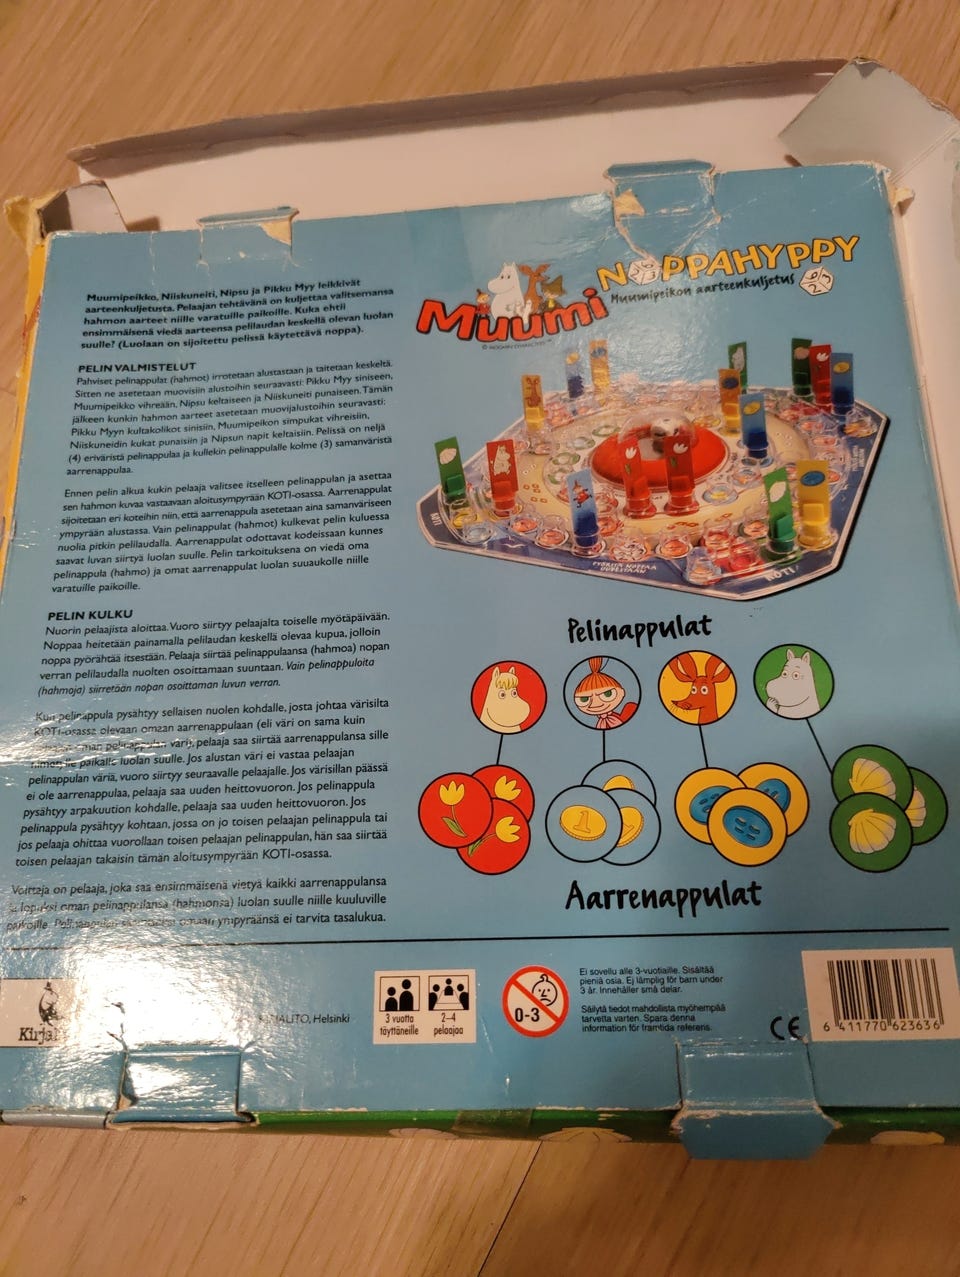 Muumipeikko, Niiskuneiti, Nipsu ja Pikku Myy leikkivät
aarteenkuljetusta. Pelaajan tehtävänä on kuljettaa valitsemansa
hahmon aarteet niille varatuille paikoille. Kuka ehtii
ensimmäisenä viedä aarteensa pelilaudan keskellä olevan luolan
suulle? (Luolaan on sijoitettu pelissä käytettävä noppa).
PELIN VALMISTELUT
Pahviset pelinappulat (hahmot) irrotetaan alustastaan ja taitetaan keskeltä.
Sitten ne asetetaan muovisiin alustoihin seuraavasti: Pikku Myy siniseen,
Muumipeikko vihreään, Nipsu keltaiseen ja Niiskuneiti punaiseen. Tämän
jälkeen kunkin hahmon aarteet asetetaan muovijalustoihin seuraavasti:
Pikku Myyn kultakolikot sinisiin, Muumipeikon simpukat vihreisiin,
Niiskuneidin kukat punaisiin ja Nipsun napit keltaisiin. Pelissä on neljä
(4) eriväristä pelinappulaa ja kullekin pelinappulalle kolme (3) samanväristä
aarrenappulaa.
Ennen pelin alkua kukin pelaaja valitsee itselleen pelinappulan ja asettaa
sen hahmon kuvaa vastaavaan aloitusympyrään KOTI-osassa. Aarrenappulat
sijoitetaan eri koteihin niin, että aarrenappula asetetaan aina samanväriseen
ympyrään alustassa. Vain pelinappulat (hahmot) kulkevat pelin kuluessa
nuolia pitkin pelilaudalla. Aarrenappulat odottavat kodeissaan kunnes
saavat luvan siirtyä luolan suulle. Pelin tarkoituksena on viedä oma
pelinappula (hahmo) ja omat aarrenappulat luolan suuaukolle niille
varatuille paikoille.
PELIN KULKU
Nuorin pelaajista aloittaa. Vuoro siirtyy pelaajalta toiselle myötäpäivään.
Noppaa heitetään painamalla pelilaudan keskellä olevaa kupua, jolloin
noppa pyörähtää itsestään. Pelaaja siirtää pelinappulaansa (hahmoa) nopan
verran pelilaudalla nuolten osoittamaan suuntaan. Vain pelinappuloita
(hahmoja) siirretään nopan osoittaman luvun verran.
Kun pelinappula pysähtyy sellaisen nuolen kohdalle, josta johtaa värisilta
KOTI-osassa olevaan omaan aarrenappulaan (eli väri on sama kuin
oman pelinappulan väri), pelaaja saa siirtää aarrenappulansa sille
paikalle luolan suulle. Jos alustan väri ei vastaa pelaajan
pelinappulan väriä, vuoro siirtyy seuraavalle pelaajalle. Jos värisillan päässä
ei ole aarrenappulaa, pelaaja saa uuden heittovuoron. Jos pelinappula
pysähtyy arpakuution kohdalle, pelaaja saa uuden heittovuoron. Jos
pelinappula pysähtyy kohtaan, jossa on jo toisen pelaajan pelinappula tai
jos pelaaja ohittaa vuorollaan toisen pelaajan pelinappulan, hän saa siirtää
toisen pelaajan takaisin tämän aloitusympyrään KOTI-osassa.
Voittaja on pelaaja, joka saa ensimmäisenä vietyä kaikki aarrenappulansa
ja lopuksi oman pelinappulansa (hahmonsa) luolan suulle niille kuuluville
paikoille. omaan ympyräänsä ei tarvita tasalukua.
Muumi
NOPPAHYPPY
Muumipeikon aarteenkuljetus
© MOOMIN CHARACTERS™
PYÖRITÄ NOPPAA UUDESTAAN
KOTI
Pelinappulat
Aarrenappulat
Helsinki
3 vuotta
täyttäneille
2–4
pelaajaa
0-3
Ei sovellu alle 3-vuotiaille. Sisältää
pieniä osia. Ej lämplig för barn under
3 år. Innehåller små delar.
Säilytä tiedot mahdollista myöhempää
tarvetta varten. Spara denna
information för framtida referens.
CE
6 411770 623636